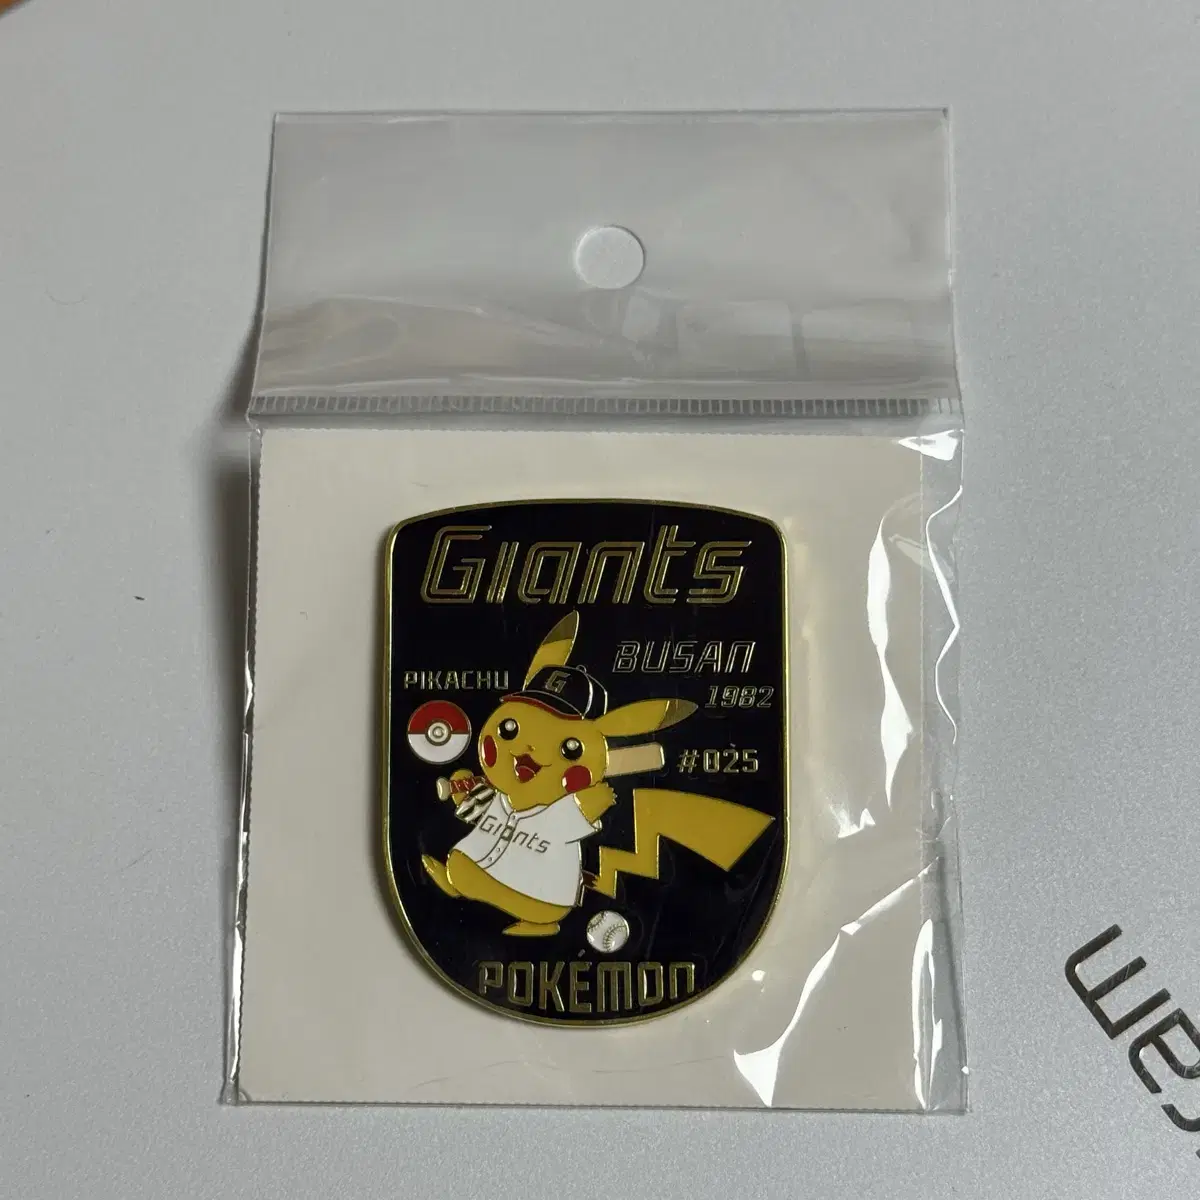 Giants
BUSAN
PIKACHU
1982
G
#025
Giants
POKÉMON